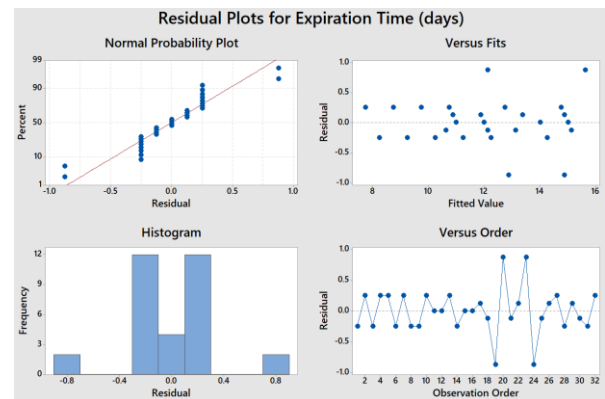 Residual Plots for Expiration Time (days)
Normal Probability Plot
99
90
50
10
1
Percent
-1.0 -0.5 0.0 0.5 1.0
Residual
Versus Fits
1.0
0.5
0.0
-0.5
-1.0
Residual
8 10 12 14 16
Fitted Value
Histogram
12
9
6
3
0
Frequency
-0.8 -0.4 0.0 0.4 0.8
Residual
Versus Order
1.0
0.5
0.0
-0.5
-1.0
Residual
2 4 6 8 10 12 14 16 18 20 22 24 26 28 30 32
Observation Order